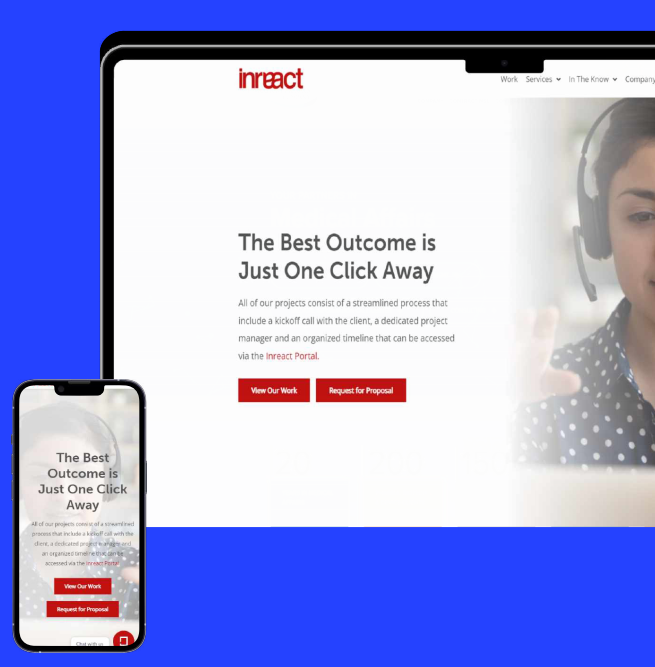 inreact
Work Services In The Know Company
The Best Outcome is
Just One Click Away
All of our projects consist of a streamlined process that
include a kickoff call with the client, a dedicated project
manager and an organized timeline that can be accessed
via the Inreact Portal.
View Our Work Request for Proposal
The Best
Outcome is
Just One Click
Away
All of our projects consist of a streamlined
process that include a kickoff call with the
client, a dedicated project manager and
an organized timeline that can be
accessed via the Inreact Portal.
View Our Work
Request for Proposal
Chat with us